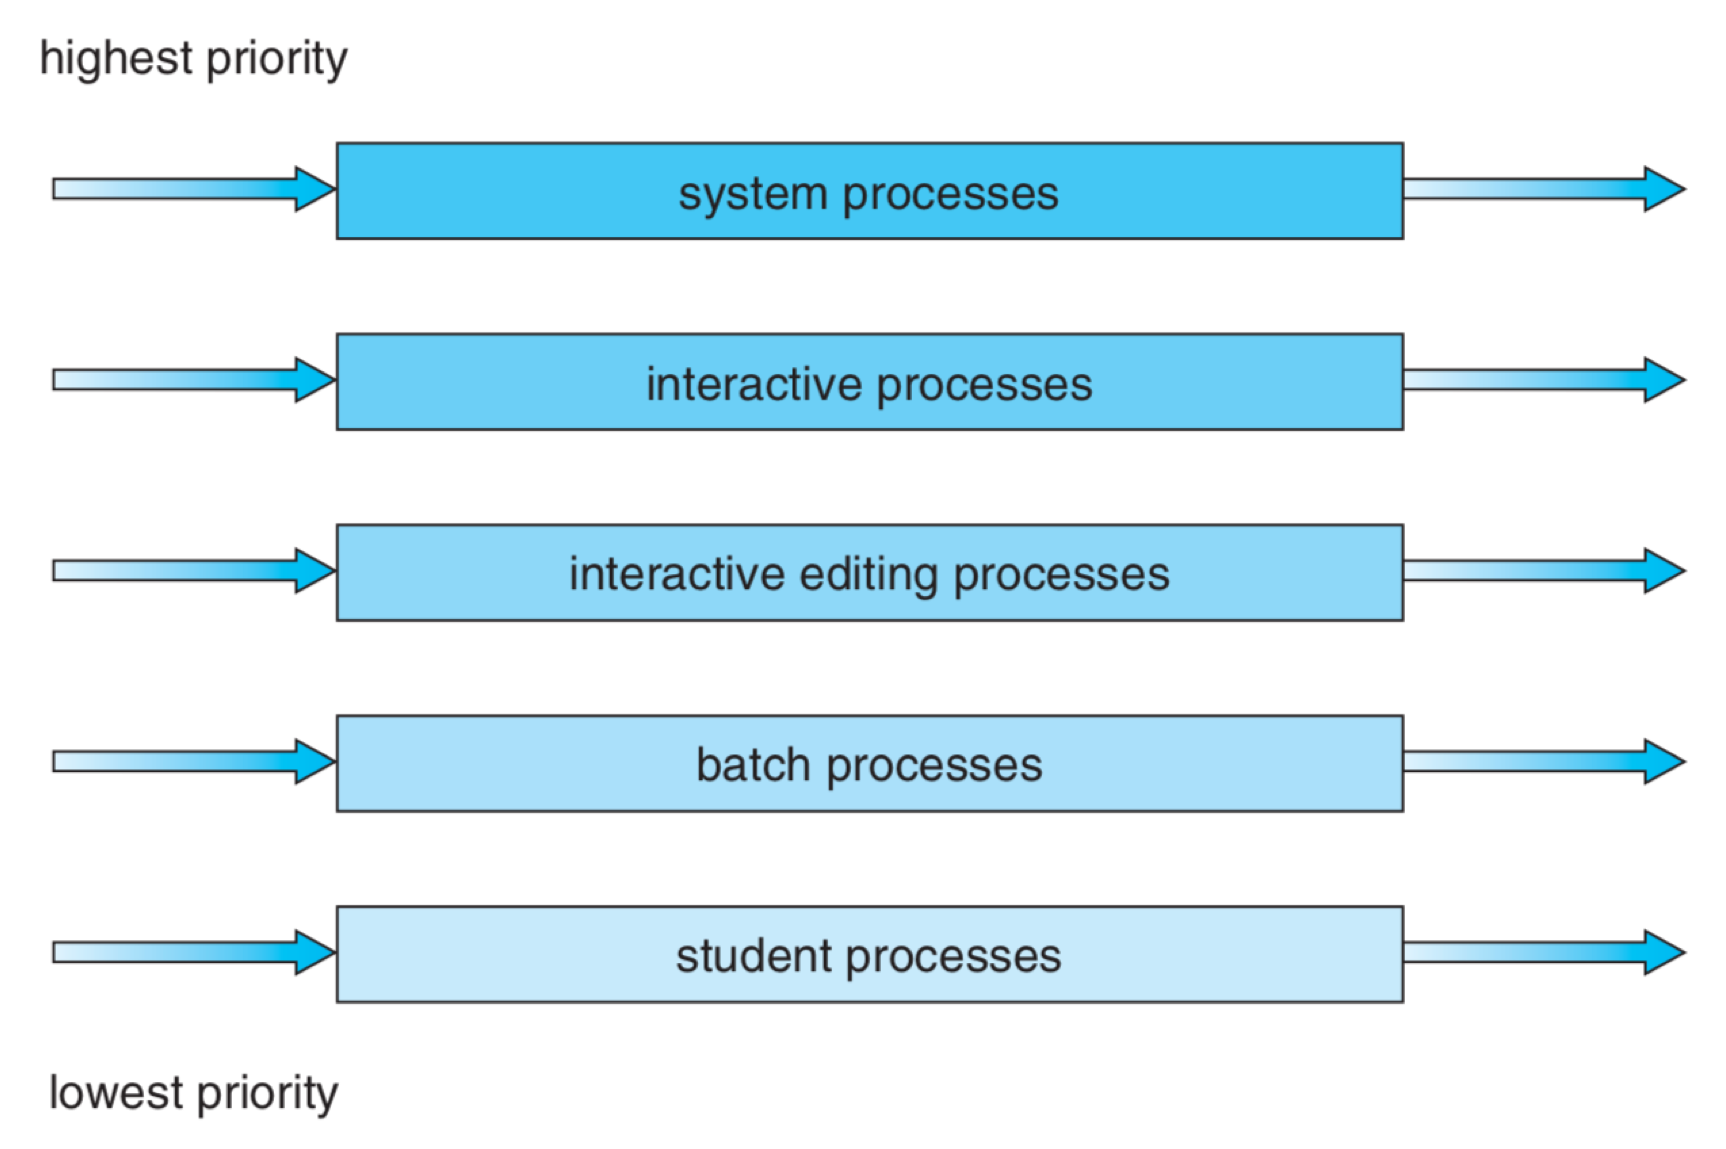 highest priority
system processes
interactive processes
interactive editing processes
batch processes
student processes
lowest priority